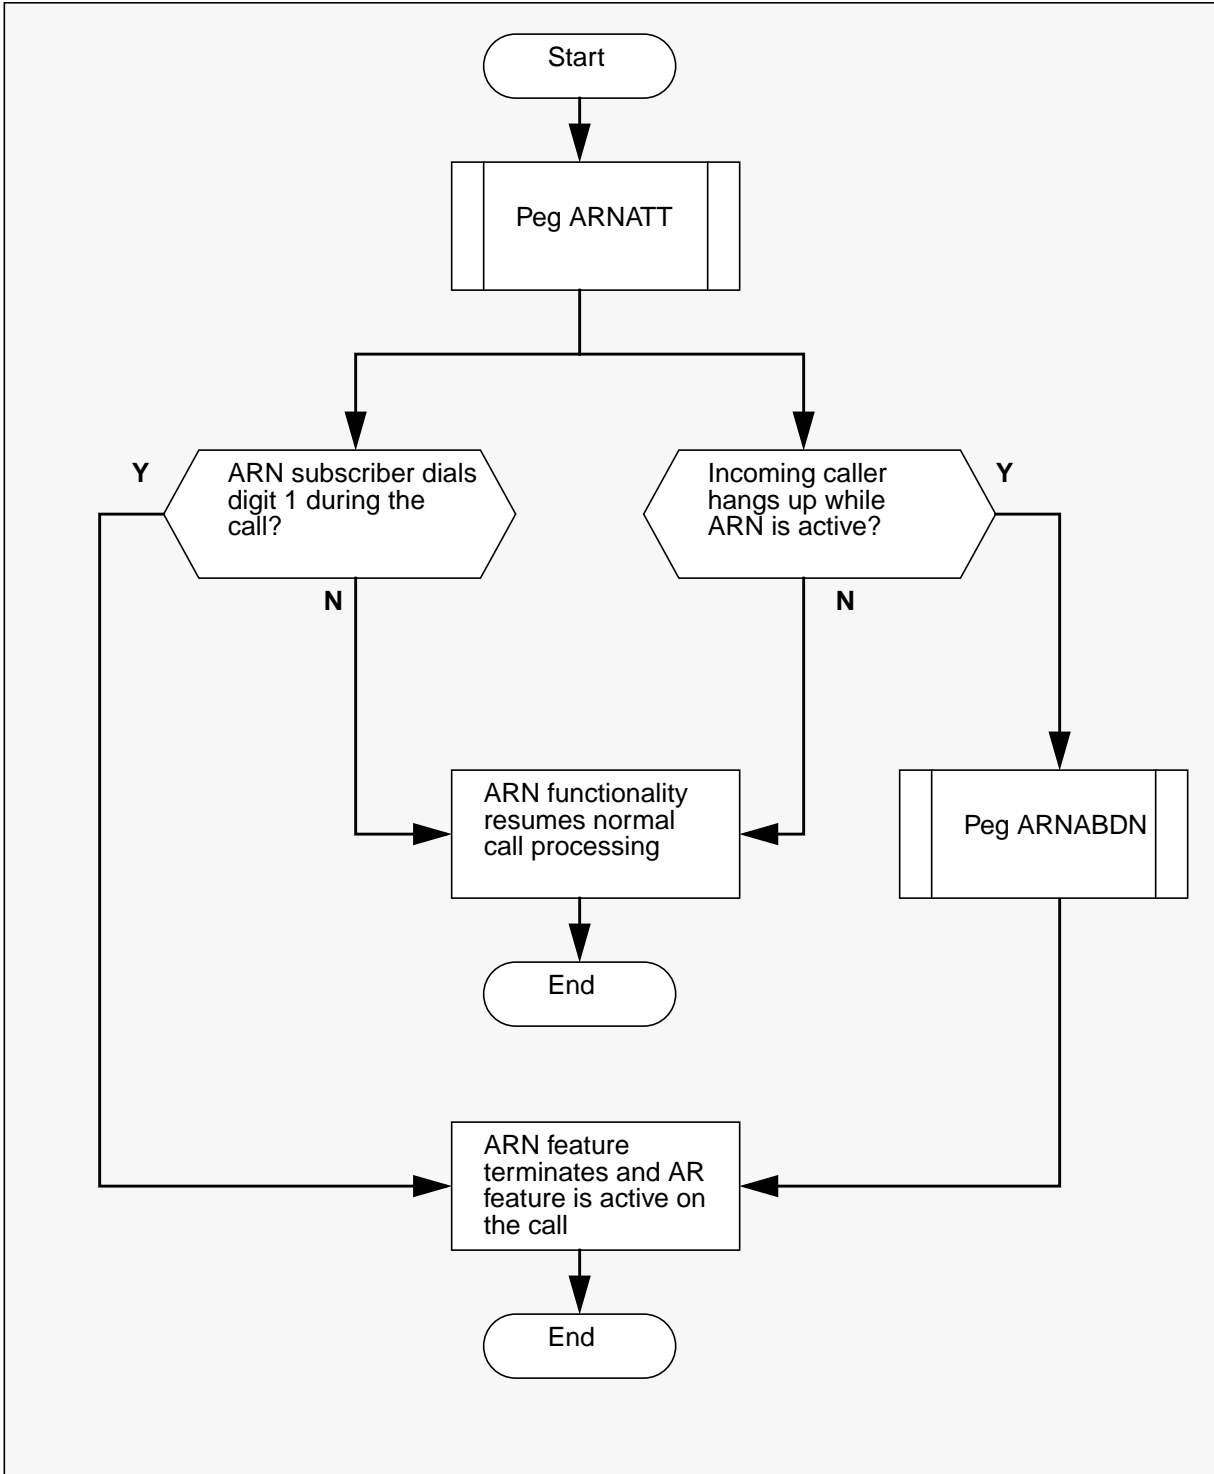 Start
Peg ARNATT
Y
ARN subscriber dials
digit 1 during the
call?
N
Incoming caller
hangs up while
ARN is active?
Y
N
ARN functionality
resumes normal
call processing
Peg ARNABDN
End
ARN feature
terminates and AR
feature is active on
the call
End